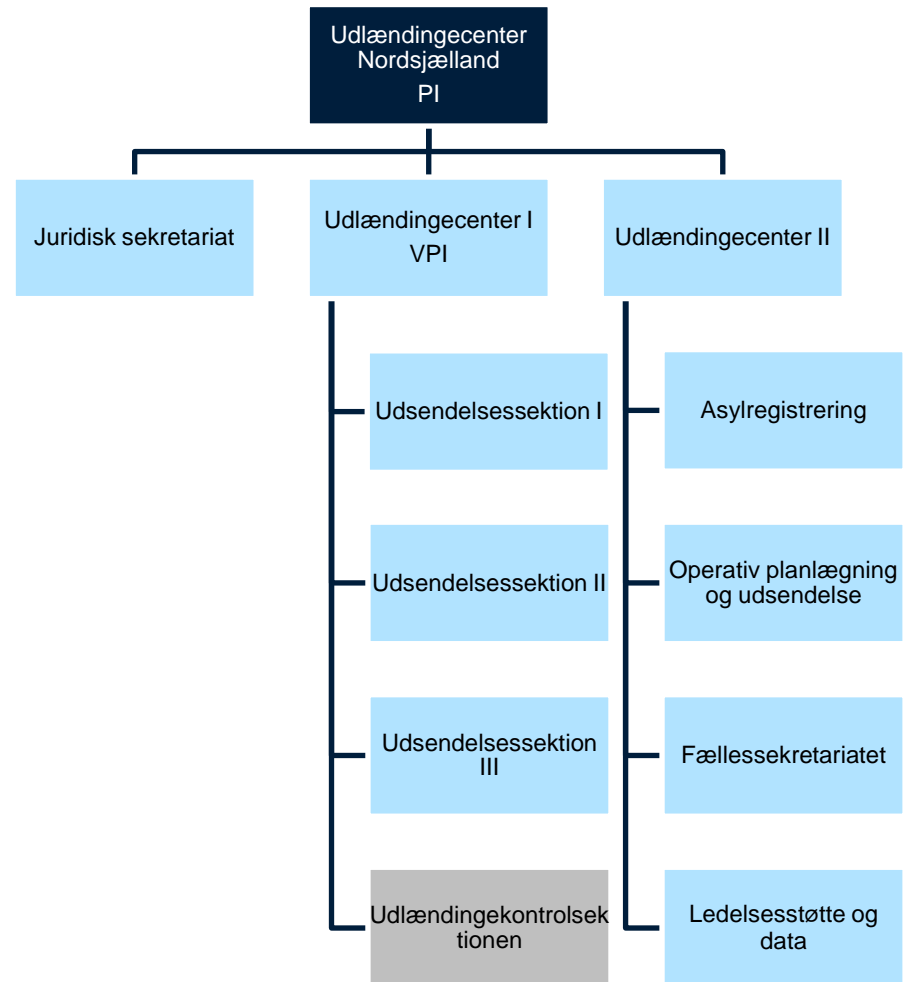 Udlændingecenter
Nordsjælland
PI
Juridisk sekretariat
Udlændingecenter I
VPI
Udlændingecenter II
Udsendelsessektion I
Asylregistrering
Udsendelsessektion II
Operativ planlægning
og udsendelse
Udsendelsessektion
III
Fællessekretariatet
Udlændingekontrolsek
tionen
Ledelsesstøtte og
data